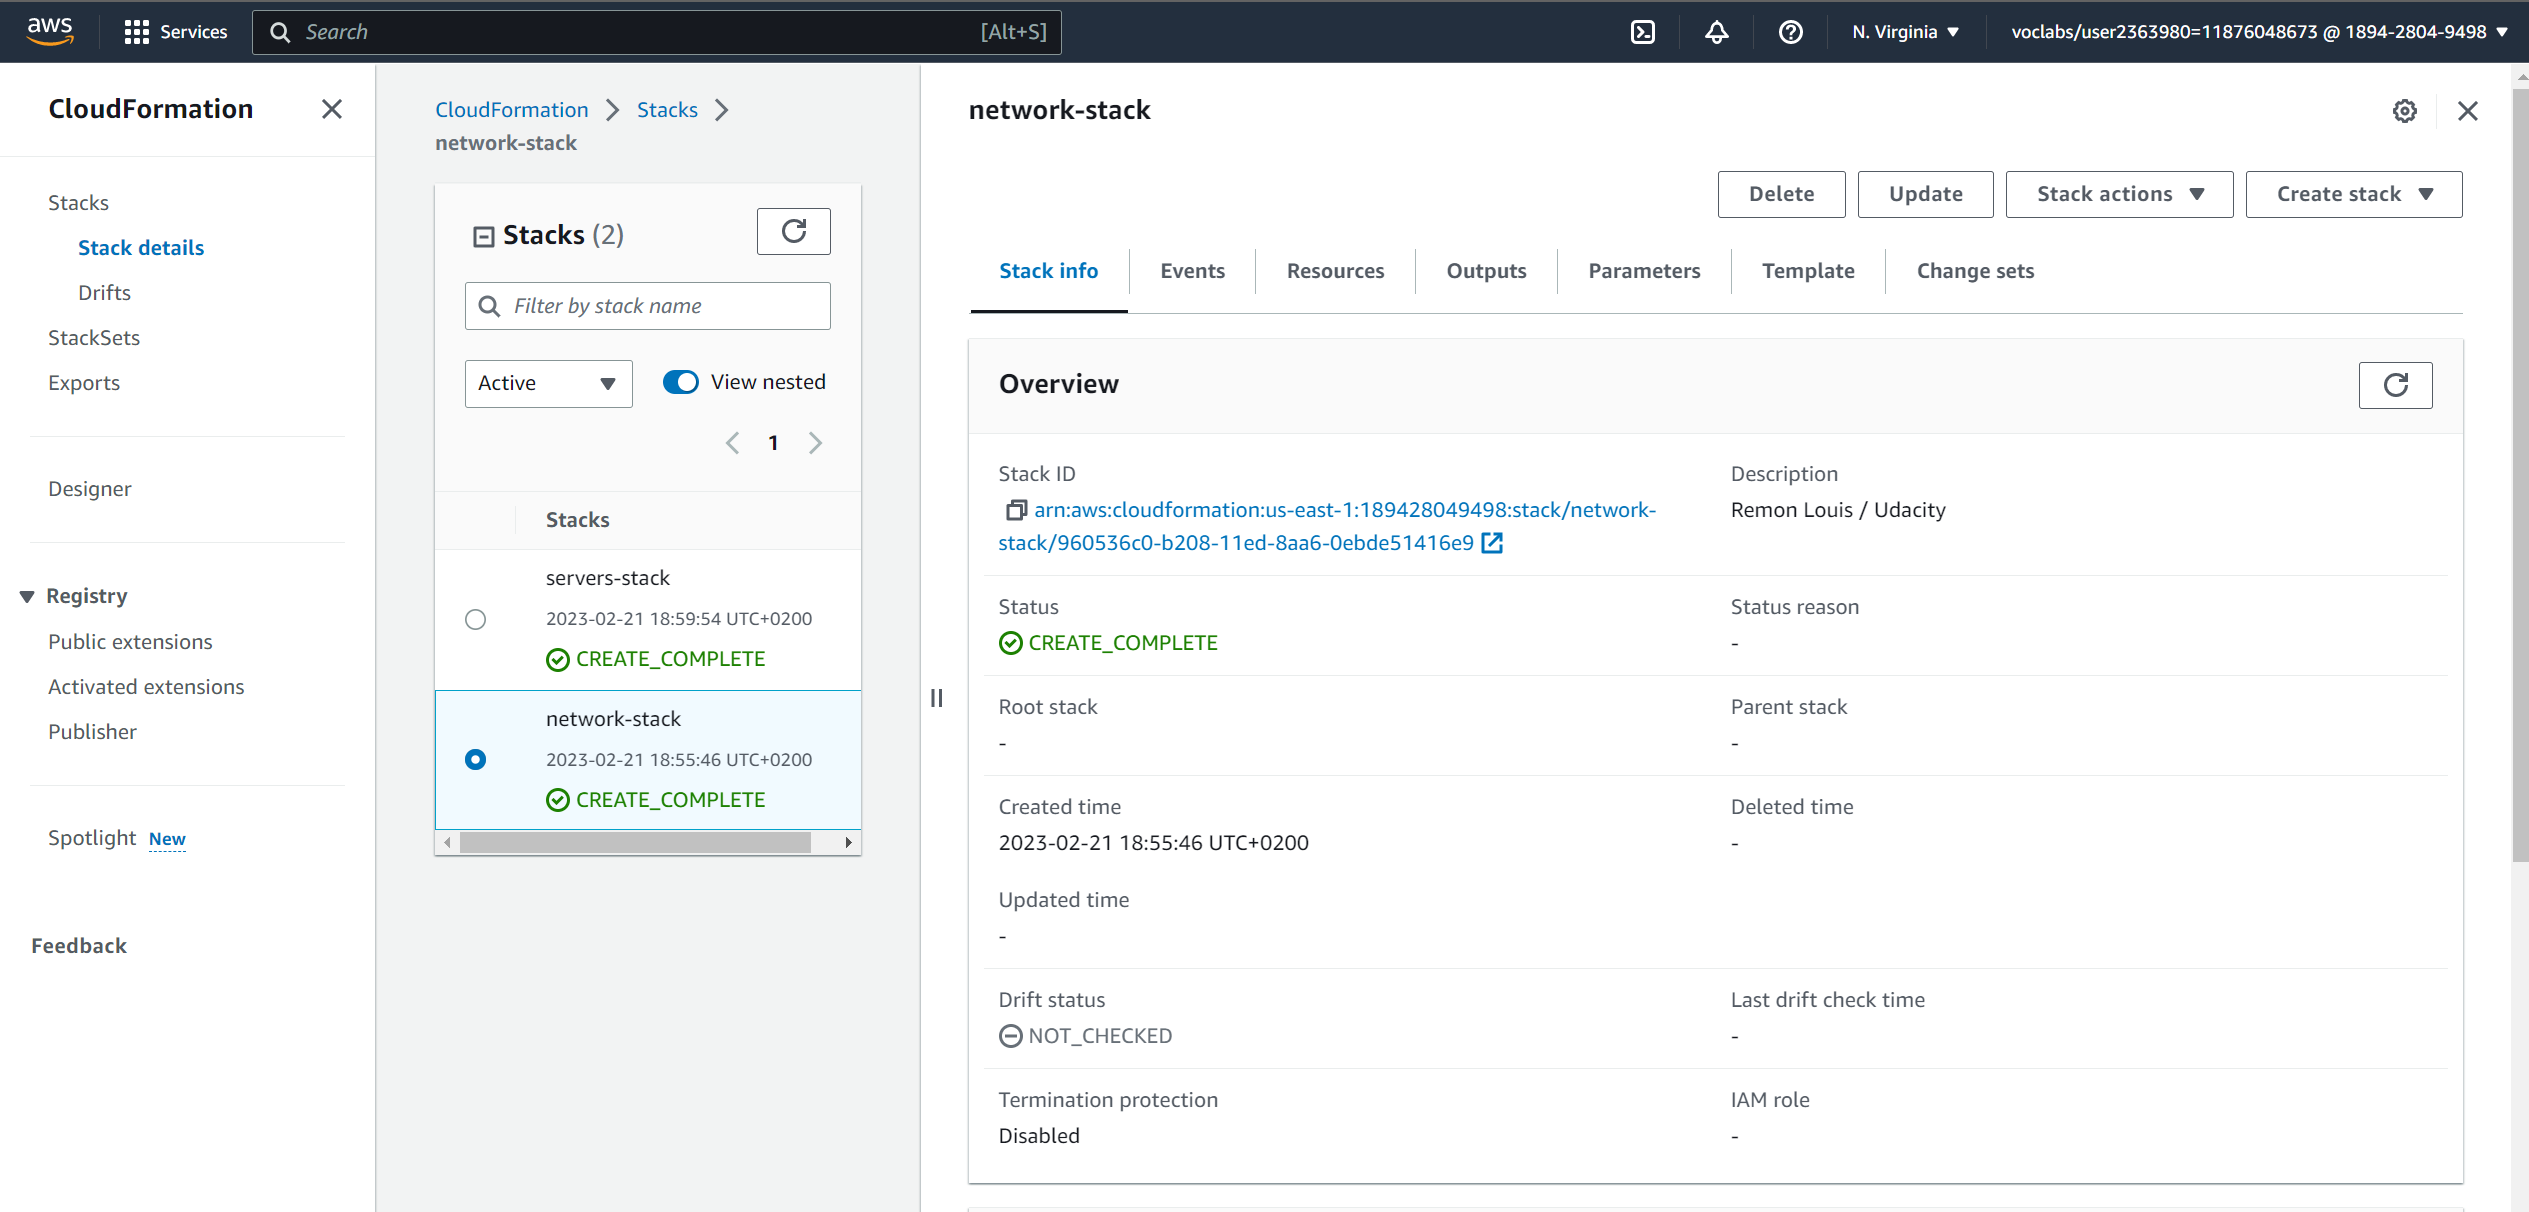 aws
Services
Search
[Alt+S]
N. Virginia
voclabs/user2363980=11876048673 @ 1894-2804-9498
CloudFormation
Stacks
Stack details
Drifts
StackSets
Exports
Designer
Registry
Public extensions
Activated extensions
Publisher
Spotlight New
Feedback
CloudFormation
Stacks
network-stack
Stacks (2)
Filter by stack name
Active
View nested
1
Stacks
servers-stack
2023-02-21 18:59:54 UTC+0200
CREATE_COMPLETE
network-stack
2023-02-21 18:55:46 UTC+0200
CREATE_COMPLETE
network-stack
Delete
Update
Stack actions
Create stack
Stack info
Events
Resources
Outputs
Parameters
Template
Change sets
Overview
Stack ID
arn:aws:cloudformation:us-east-1:189428049498:stack/network-
stack/960536c0-b208-11ed-8aa6-0ebde51416e9
Description
Remon Louis / Udacity
Status
CREATE_COMPLETE
Status reason
-
Root stack
-
Parent stack
-
Created time
2023-02-21 18:55:46 UTC+0200
Deleted time
-
Updated time
-
Drift status
NOT_CHECKED
Last drift check time
-
Termination protection
Disabled
IAM role
-